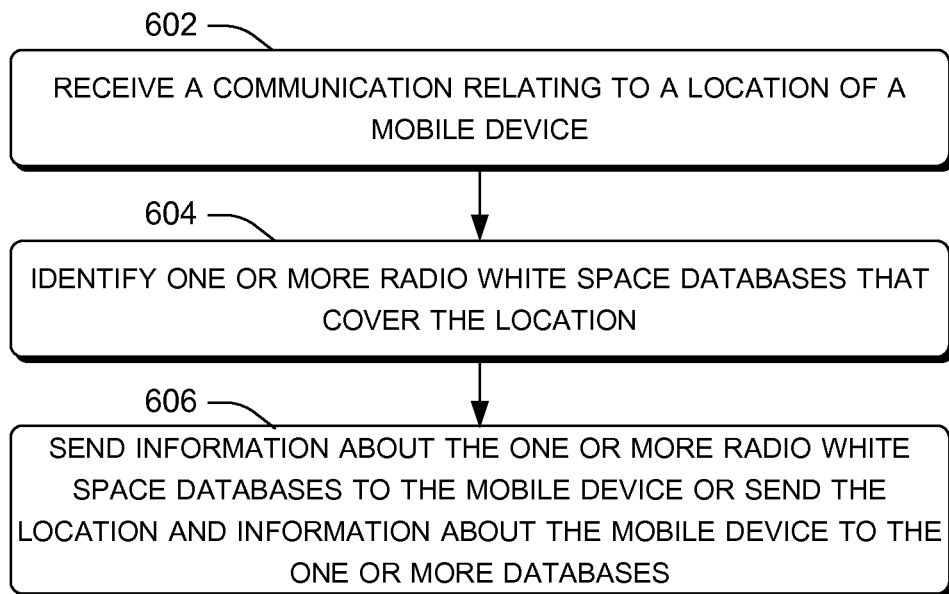 602
RECEIVE A COMMUNICATION RELATING TO A LOCATION OF A
MOBILE DEVICE
604
IDENTIFY ONE OR MORE RADIO WHITE SPACE DATABASES THAT
COVER THE LOCATION
606
SEND INFORMATION ABOUT THE ONE OR MORE RADIO WHITE
SPACE DATABASES TO THE MOBILE DEVICE OR SEND THE
LOCATION AND INFORMATION ABOUT THE MOBILE DEVICE TO THE
ONE OR MORE DATABASES